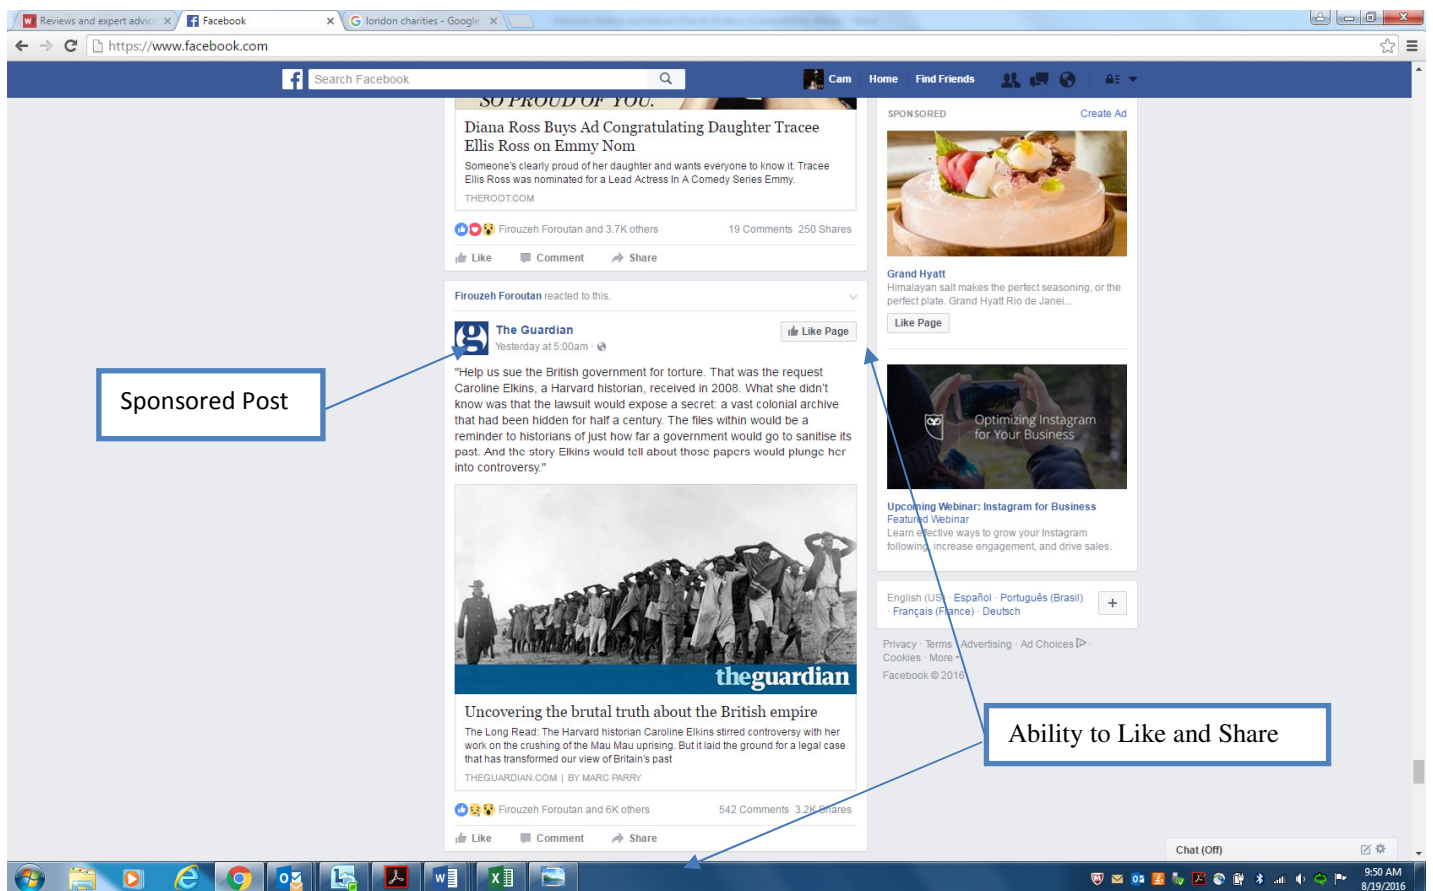 Reviews and expert advice
Facebook
london charities - Google
https://www.facebook.com
Search Facebook
Cam Home Find Friends
SO PROUD OF YOU.
Diana Ross Buys Ad Congratulating Daughter Tracee
Ellis Ross on Emmy Nom
Someone's clearly proud of her daughter and wants everyone to know it. Tracee
Ellis Ross was nominated for a Lead Actress In A Comedy Series Emmy.
THEROOT.COM
Firouzeh Foroutan and 3.7K others 19 Comments 250 Shares
Like Comment Share
Firouzeh Foroutan reacted to this.
The Guardian
Yesterday at 5:00am ·
Like Page
"Help us sue the British government for torture. That was the request
Caroline Elkins, a Harvard historian, received in 2008. What she didn't
know was that the lawsuit would expose a secret: a vast colonial archive
that had been hidden for half a century. The files within would be a
reminder to historians of just how far a government would go to sanitise its
past. And the story Elkins would tell about those papers would plunge her
into controversy."
theguardian
Uncovering the brutal truth about the British empire
The Long Read: The Harvard historian Caroline Elkins stirred controversy with her
work on the crushing of the Mau Mau uprising. But it laid the ground for a legal case
that has transformed our view of Britain's past
THEGUARDIAN.COM | BY MARC PARRY
Firouzeh Foroutan and 6K others 542 Comments 3.2K Shares
Like Comment Share
SPONSORED Create Ad
Grand Hyatt
Himalayan salt makes the perfect seasoning, or the
perfect plate. Grand Hyatt Rio de Janei...
Like Page
Optimizing Instagram
for Your Business
Upcoming Webinar: Instagram for Business
Featured Webinar
Learn effective ways to grow your Instagram
following, increase engagement, and drive sales.
English (US) · Español · Português (Brasil)
· Français (France) · Deutsch
Privacy · Terms · Advertising · Ad Choices ·
Cookies · More
Facebook © 2016
Sponsored Post
Ability to Like and Share
Chat (Off)
9:50 AM
8/19/2016